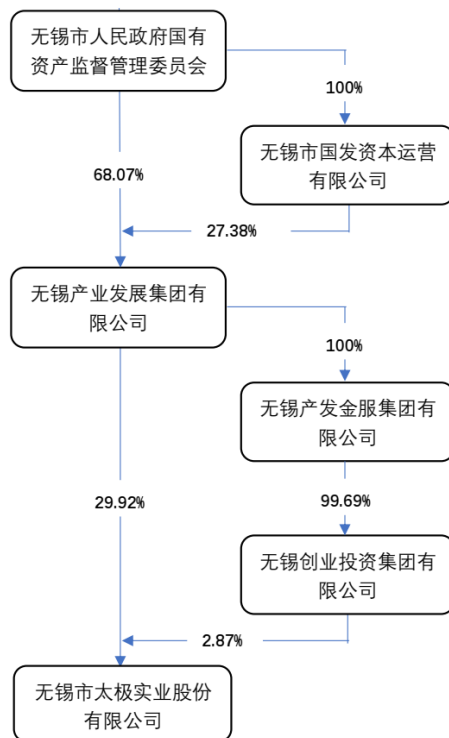 无锡市人民政府国有
资产监督管理委员会
100%
无锡市国发资本运营
有限公司
68.07%
27.38%
无锡产业发展集团有
限公司
100%
无锡产发金服集团有
限公司
29.92%
99.69%
无锡创业投资集团有
限公司
2.87%
无锡市太极实业股份
有限公司